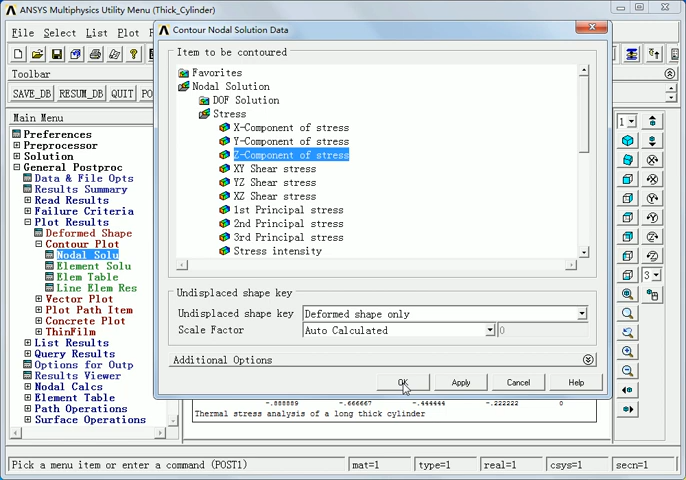 ANSYS Multiphysics Utility Menu (Thick_Cylinder)
File Select List Plot
Toolbar
SAVE_DB RESUM_DB QUIT PO
Main Menu
Preferences
Preprocessor
Solution
General Postproc
Data & File Opts
Results Summary
Read Results
Failure Criteria
Plot Results
Deformed Shape
Contour Plot
Nodal Solu
Element Solu
Elem Table
Line Elem Res
Vector Plot
Plot Path Item
Concrete Plot
ThinFilm
List Results
Query Results
Options for Outp
Results Viewer
Nodal Calcs
Element Table
Path Operations
Surface Operations
Contour Nodal Solution Data
Item to be contoured
Favorites
Nodal Solution
DOF Solution
Stress
X-Component of stress
Y-Component of stress
Z-Component of stress
XY Shear stress
YZ Shear stress
XZ Shear stress
1st Principal stress
2nd Principal stress
3rd Principal stress
Stress intensity
Undisplaced shape key
Undisplaced shape key Deformed shape only
Scale Factor Auto Calculated 0
Additional Options
OK Apply Cancel Help
1
3
-.888889 -.666667 -.444444 -.222222 0
Thermal stress analysis of a long thick cylinder
Pick a menu item or enter a command (POST1) mat=1 type=1 real=1 csys=1 secn=1